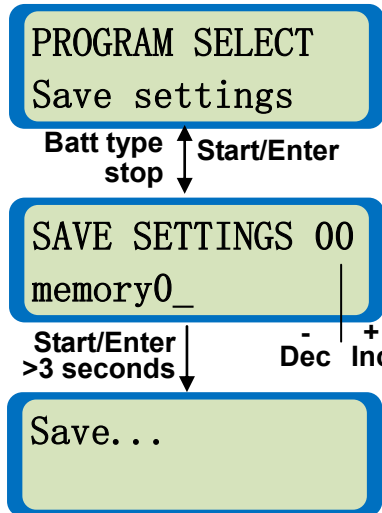 PROGRAM SELECT
Save settings
Batt type
stop
Start/Enter
SAVE SETTINGS 00
memory0_
Start/Enter
>3 seconds
- +
Dec Inc
Save...